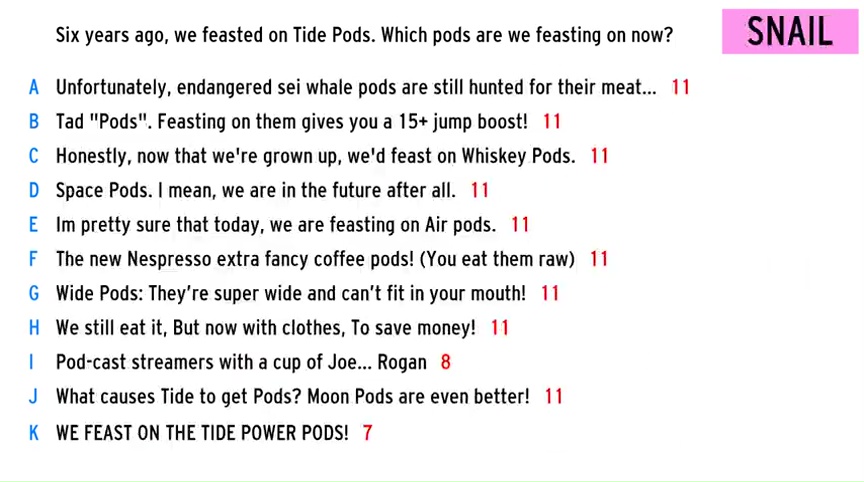 Six years ago, we feasted on Tide Pods. Which pods are we feasting on now?
SNAIL
A Unfortunately, endangered sei whale pods are still hunted for their meat... 11
B Tad "Pods". Feasting on them gives you a 15+ jump boost! 11
C Honestly, now that we're grown up, we'd feast on Whiskey Pods. 11
D Space Pods. I mean, we are in the future after all. 11
E Im pretty sure that today, we are feasting on Air pods. 11
F The new Nespresso extra fancy coffee pods! (You eat them raw) 11
G Wide Pods: They're super wide and can't fit in your mouth! 11
H We still eat it, But now with clothes, To save money! 11
I Pod-cast streamers with a cup of Joe... Rogan 8
J What causes Tide to get Pods? Moon Pods are even better! 11
K WE FEAST ON THE TIDE POWER PODS! 7